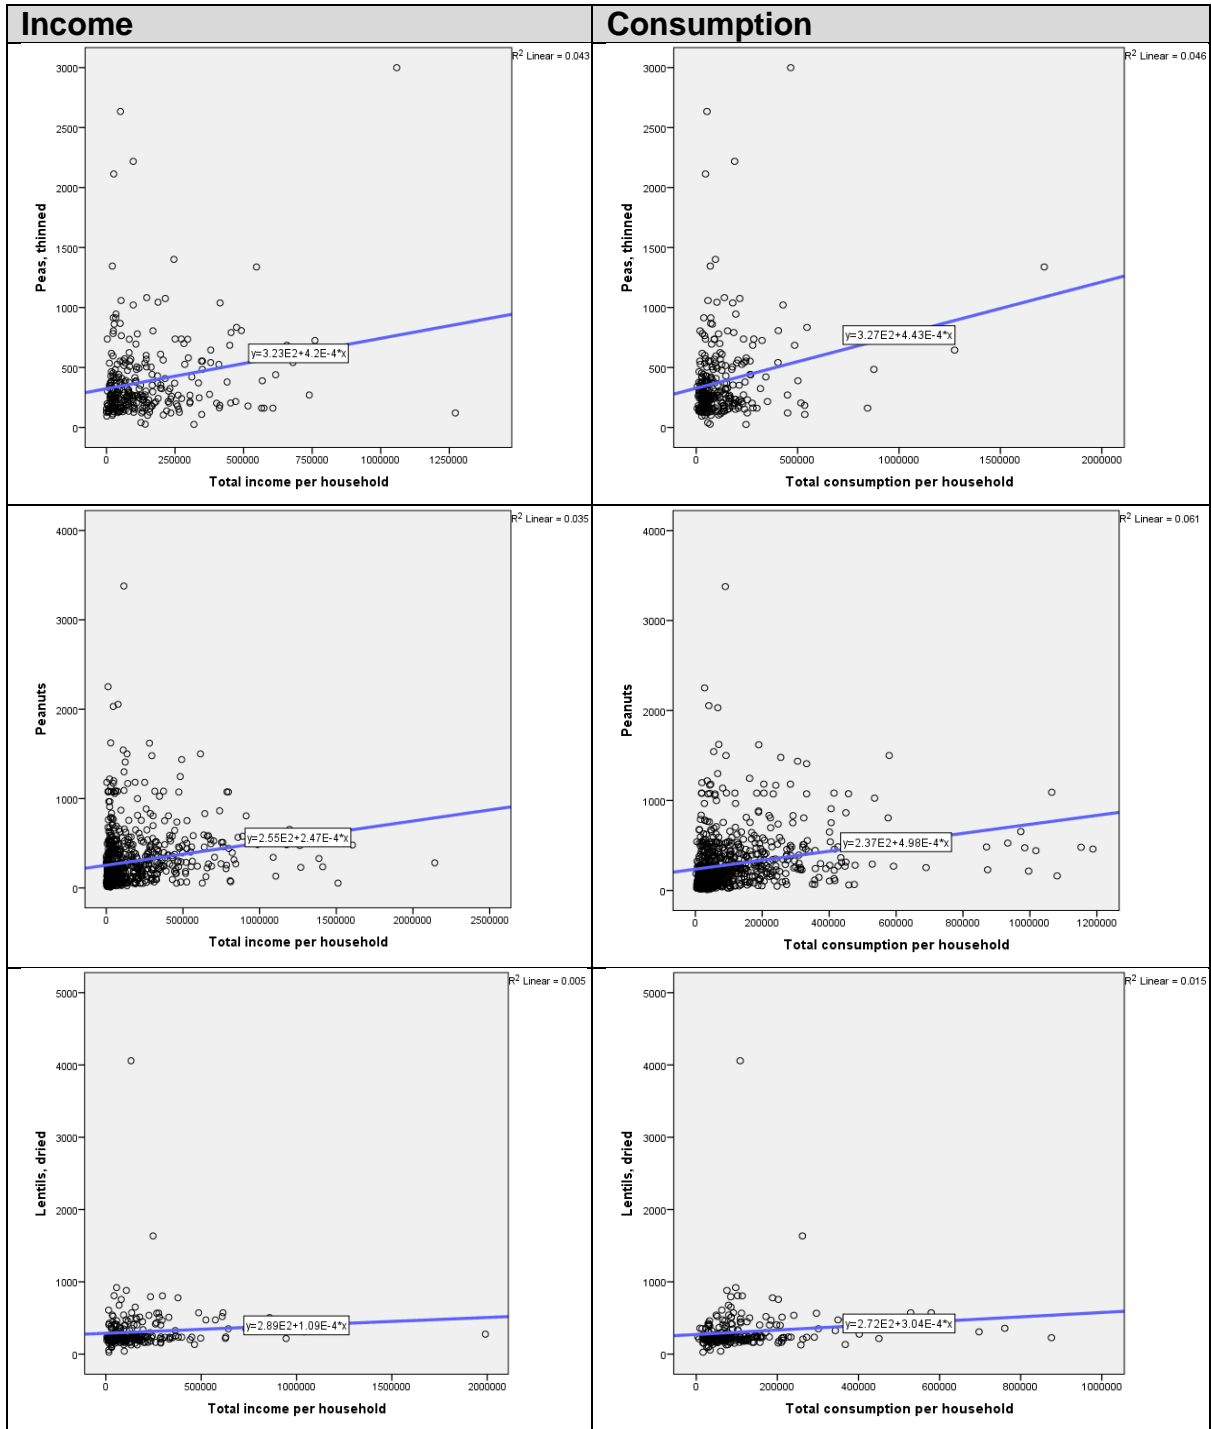 Income
Consumption
R2 Linear = 0.043
3000
2500
2000
1500
1000
500
0
Peas, thinned
y=3.23E2+4.2E-4*x
0 250000 500000 750000 1000000 1250000
Total income per household
R2 Linear = 0.046
3000
2500
2000
1500
1000
500
0
Peas, thinned
y=3.27E2+4.43E-4*x
0 500000 1000000 1500000 2000000
Total consumption per household
R2 Linear = 0.035
4000
3000
2000
1000
0
Peanuts
y=2.55E2+2.47E-4*x
0 500000 1000000 1500000 2000000 2500000
Total income per household
R2 Linear = 0.061
4000
3000
2000
1000
0
Peanuts
y=2.37E2+4.98E-4*x
0 200000 400000 600000 800000 1000000 1200000
Total consumption per household
R2 Linear = 0.005
5000
4000
3000
2000
1000
0
Lentils, dried
y=2.89E2+1.09E-4*x
0 500000 1000000 1500000 2000000
Total income per household
R2 Linear = 0.015
5000
4000
3000
2000
1000
0
Lentils, dried
y=2.72E2+3.04E-4*x
0 200000 400000 600000 800000 1000000
Total consumption per household